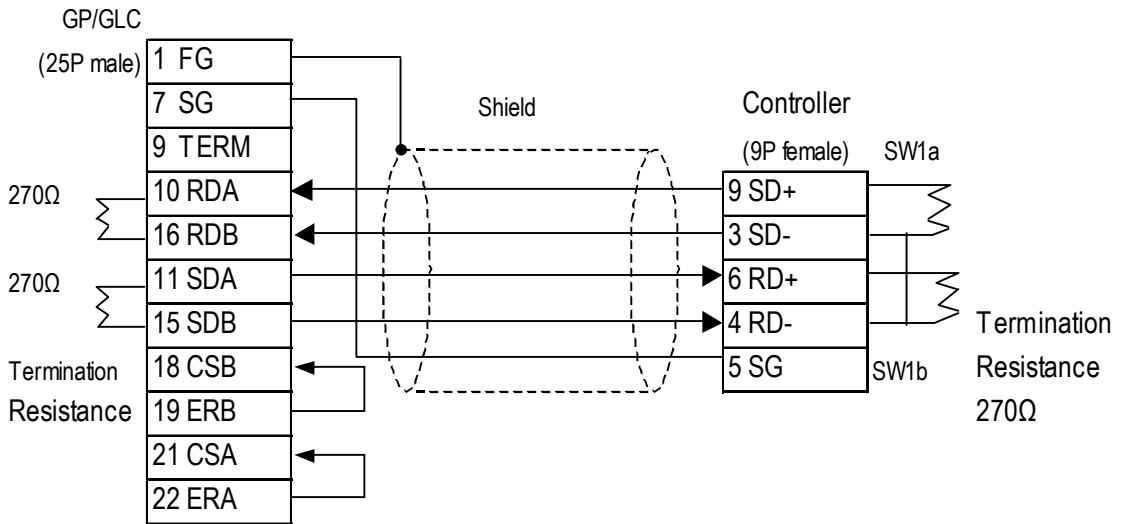 GP/GLC
(25P male)
1 FG
7 SG
9 TERM
10 RDA
16 RDB
11 SDA
15 SDB
18 CSB
19 ERB
21 CSA
22 ERA
270Ω
270Ω
Termination
Resistance
Shield
Controller
(9P female)
SW1a
9 SD+
3 SD-
6 RD+
4 RD-
5 SG
SW1b
Termination
Resistance
270Ω